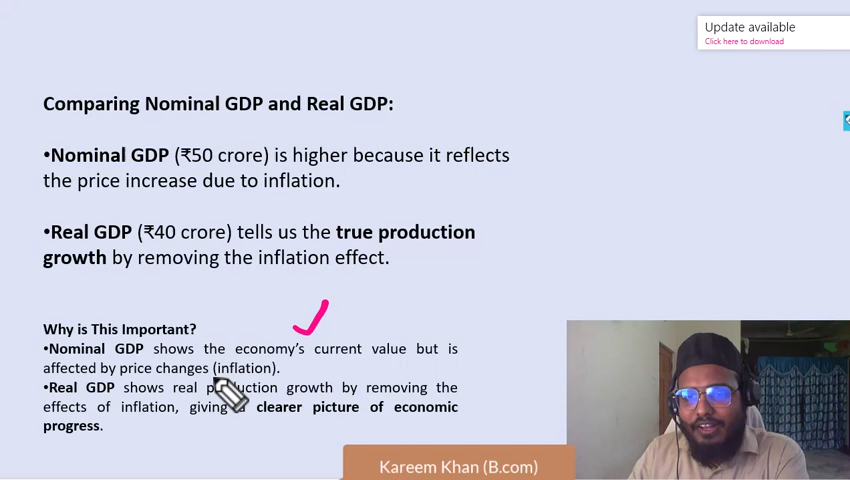 Update available
Click here to download
Comparing Nominal GDP and Real GDP:
•Nominal GDP (₹50 crore) is higher because it reflects
the price increase due to inflation.
•Real GDP (₹40 crore) tells us the true production
growth by removing the inflation effect.
Why is This Important?
•Nominal GDP shows the economy's current value but is
affected by price changes (inflation).
•Real GDP shows real production growth by removing the
effects of inflation, giving a clearer picture of economic
progress.
Kareem Khan (B.com)